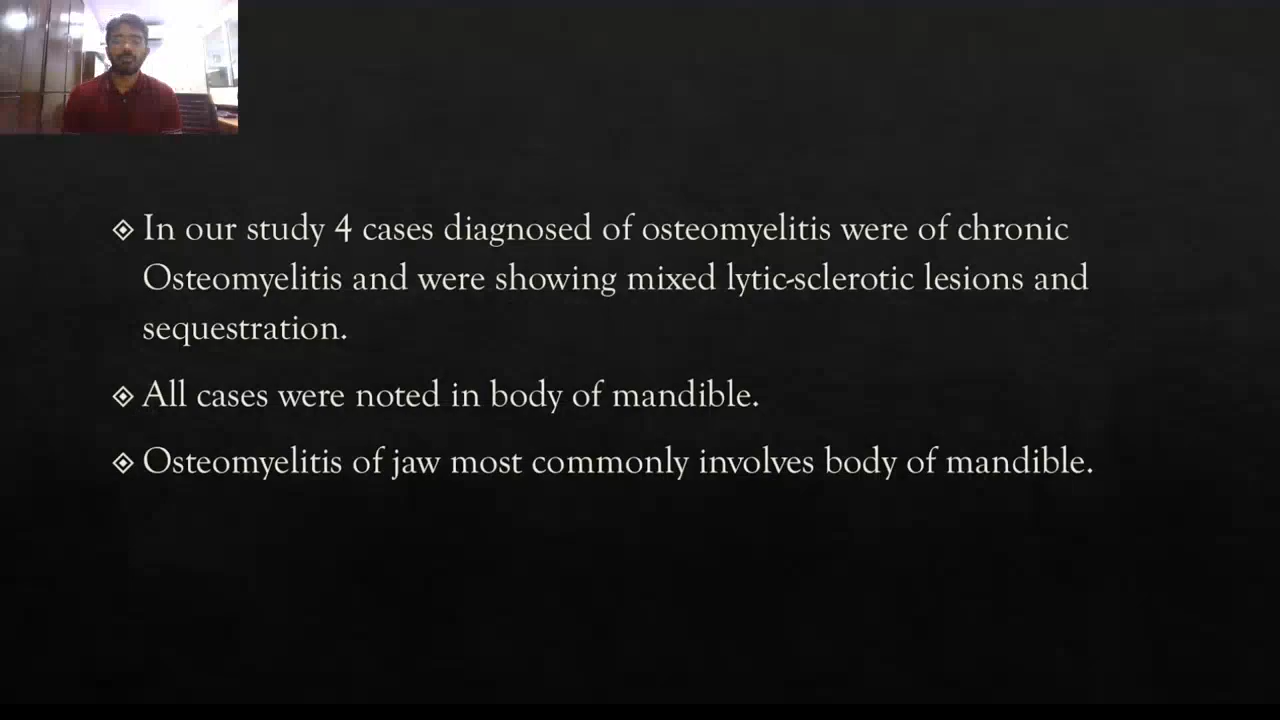 In our study 4 cases diagnosed of osteomyelitis were of chronic
Osteomyelitis and were showing mixed lytic-sclerotic lesions and
sequestration.
All cases were noted in body of mandible.
Osteomyelitis of jaw most commonly involves body of mandible.